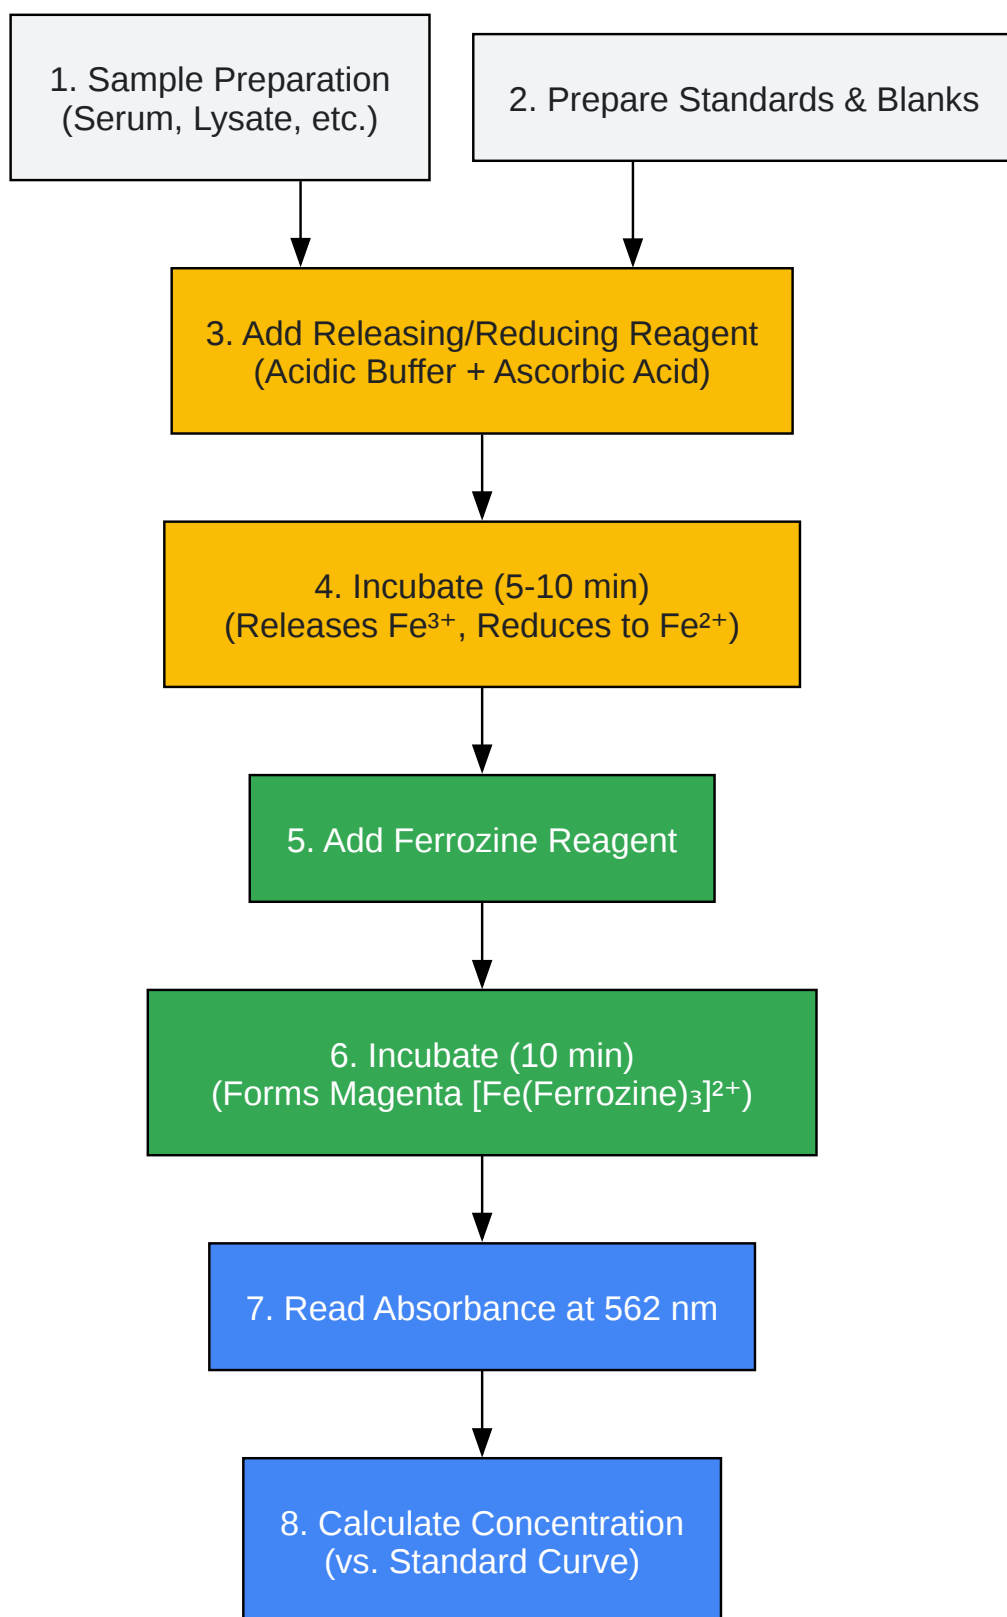 1. Sample Preparation
(Serum, Lysate, etc.)
2. Prepare Standards & Blanks
3. Add Releasing/Reducing Reagent
(Acidic Buffer + Ascorbic Acid)
4. Incubate (5-10 min)
(Releases Fe³⁺, Reduces to Fe²⁺)
5. Add Ferrozine Reagent
6. Incubate (10 min)
(Forms Magenta [Fe(Ferrozine)₃]²⁺)
7. Read Absorbance at 562 nm
8. Calculate Concentration
(vs. Standard Curve)